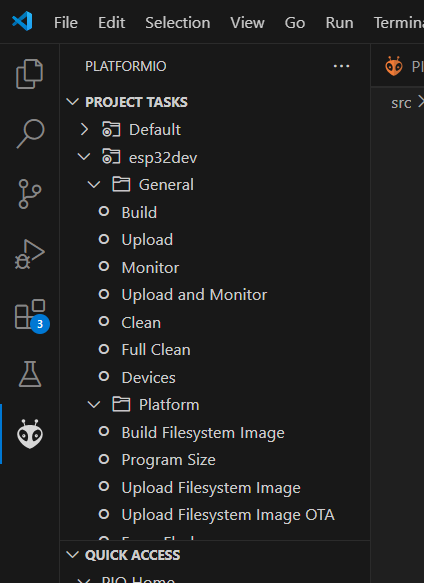 File Edit Selection View Go Run Termina
PLATFORMIO
PROJECT TASKS
src
Default
esp32dev
General
Build
Upload
Monitor
Upload and Monitor
3
Clean
Full Clean
Devices
Platform
Build Filesystem Image
Program Size
Upload Filesystem Image
Upload Filesystem Image OTA
QUICK ACCESS
PIO Home